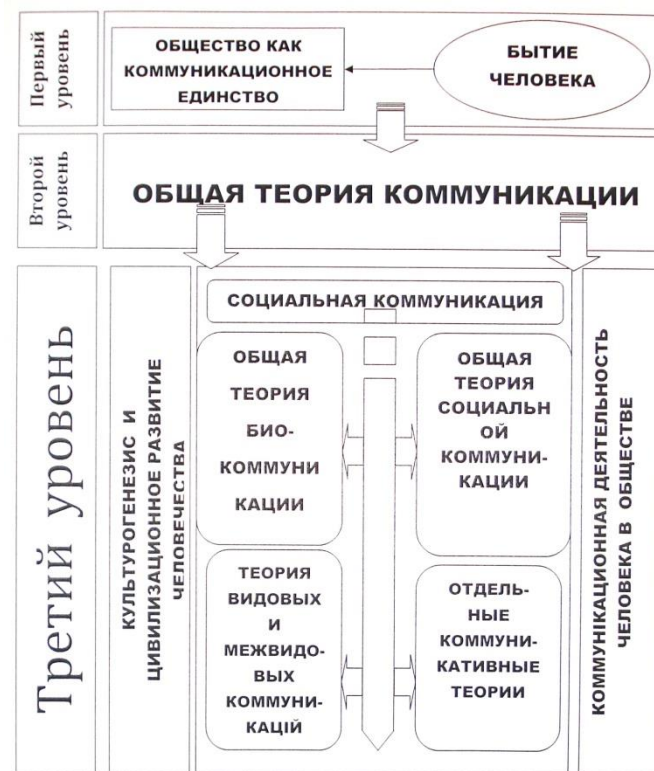 Первый
уровень
ОБЩЕСТВО КАК
КОММУНИКАЦИОННОЕ
ЕДИНСТВО
БЫТИЕ
ЧЕЛОВЕКА
Второй
уровень
ОБЩАЯ ТЕОРИЯ КОММУНИКАЦИИ
Третий уровень
КУЛЬТУРОГЕНЕЗИС И
ЦИВИЛИЗАЦИОННОЕ РАЗВИТИЕ
ЧЕЛОВЕЧЕСТВА
СОЦИАЛЬНАЯ КОММУНИКАЦИЯ
ОБЩАЯ
ТЕОРИЯ
БИО-
КОММУНИ
КАЦИИ
ОБЩАЯ
ТЕОРИЯ
СОЦИАЛЬН
ОЙ
КОММУНИ-
КАЦИИ
ТЕОРИЯ
ВИДОВЫХ
И
МЕЖВИДО-
ВЫХ
КОММУНИ-
КАЦІЙ
ОТДЕЛЬ-
НЫЕ
КОММУНИ-
КАТИВНЫЕ
ТЕОРИИ
КОММУНІКАЦИОННАЯ ДЕЯТЕЛЬНОСТЬ
ЧЕЛОВЕКА В ОБЩЕСТВЕ